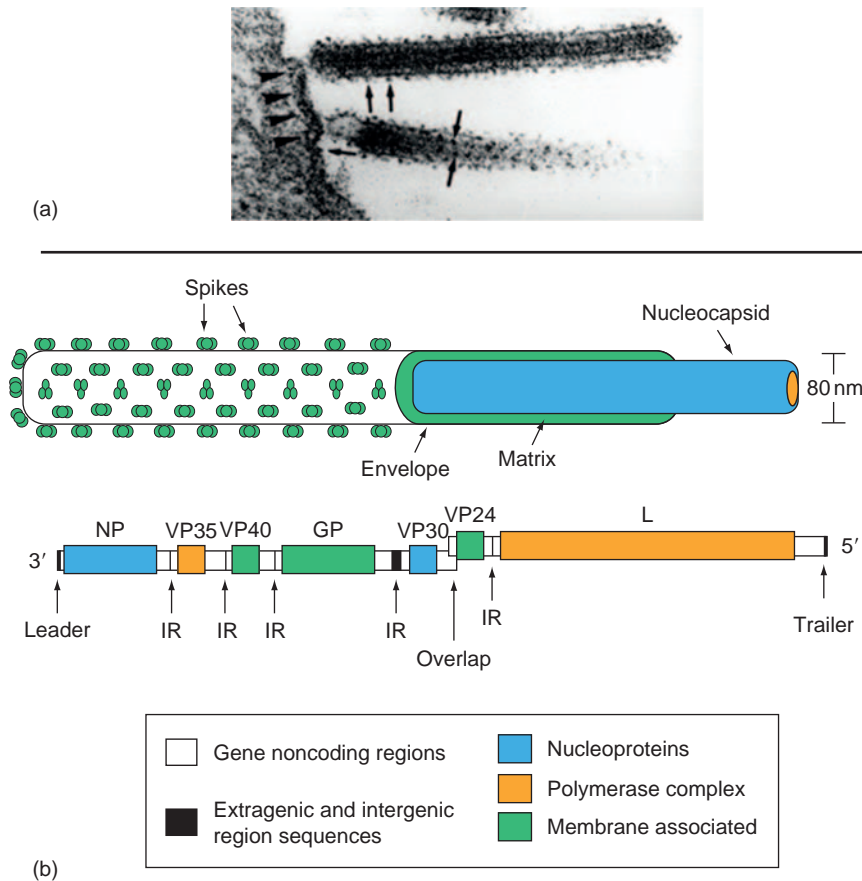 (a)
Spikes
Nucleocapsid
80 nm
Envelope
Matrix
NP VP35 VP40 GP VP30 VP24 L
3′ 5′
Leader IR IR IR IR Overlap IR Trailer
Gene noncoding regions
Extragenic and intergenic
region sequences
Nucleoproteins
Polymerase complex
Membrane associated
(b)